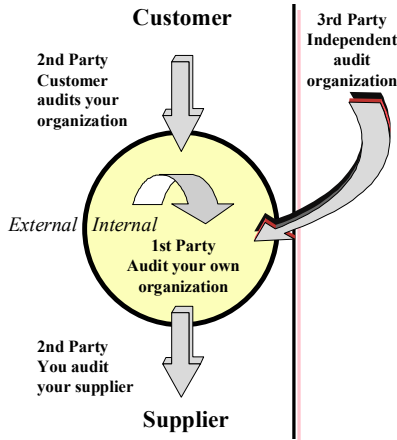 Customer
3rd Party
Independent
audit
organization
2nd Party
Customer
audits your
organization
External
Internal
1st Party
Audit your own
organization
2nd Party
You audit
your supplier
Supplier